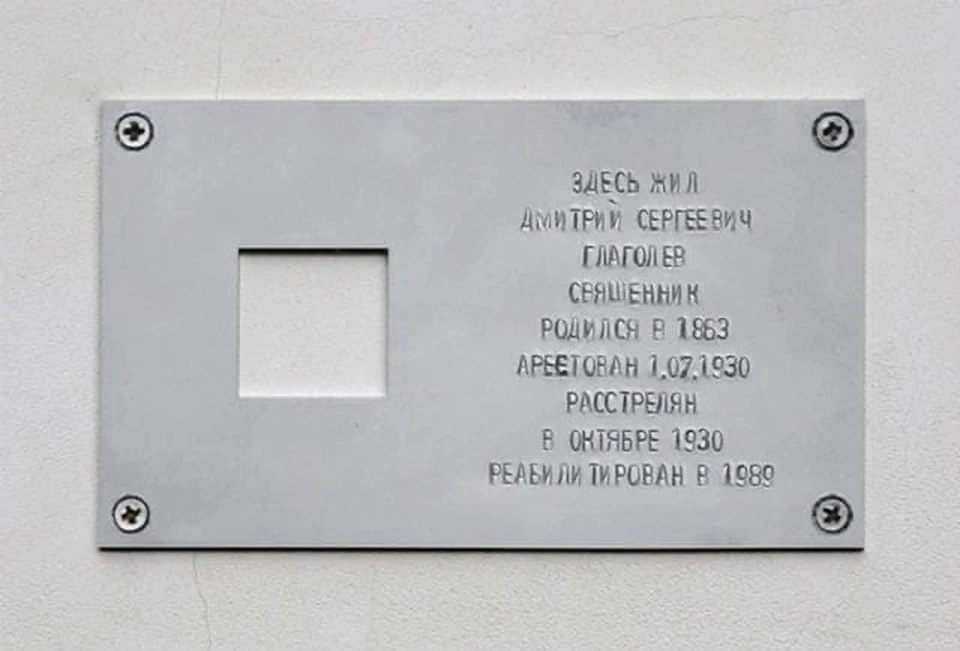 ЗДЕСЬ ЖИЛ
ДМИТРИЙ СЕРГЕЕВИЧ
ГЛАГОЛЕВ
СВЯЩЕННИК
РОДИЛСЯ В 1863
АРЕСТОВАН 1.07.1930
РАССТРЕЛЯН
В ОКТЯБРЕ 1930
РЕАБИЛИТИРОВАН В 1989